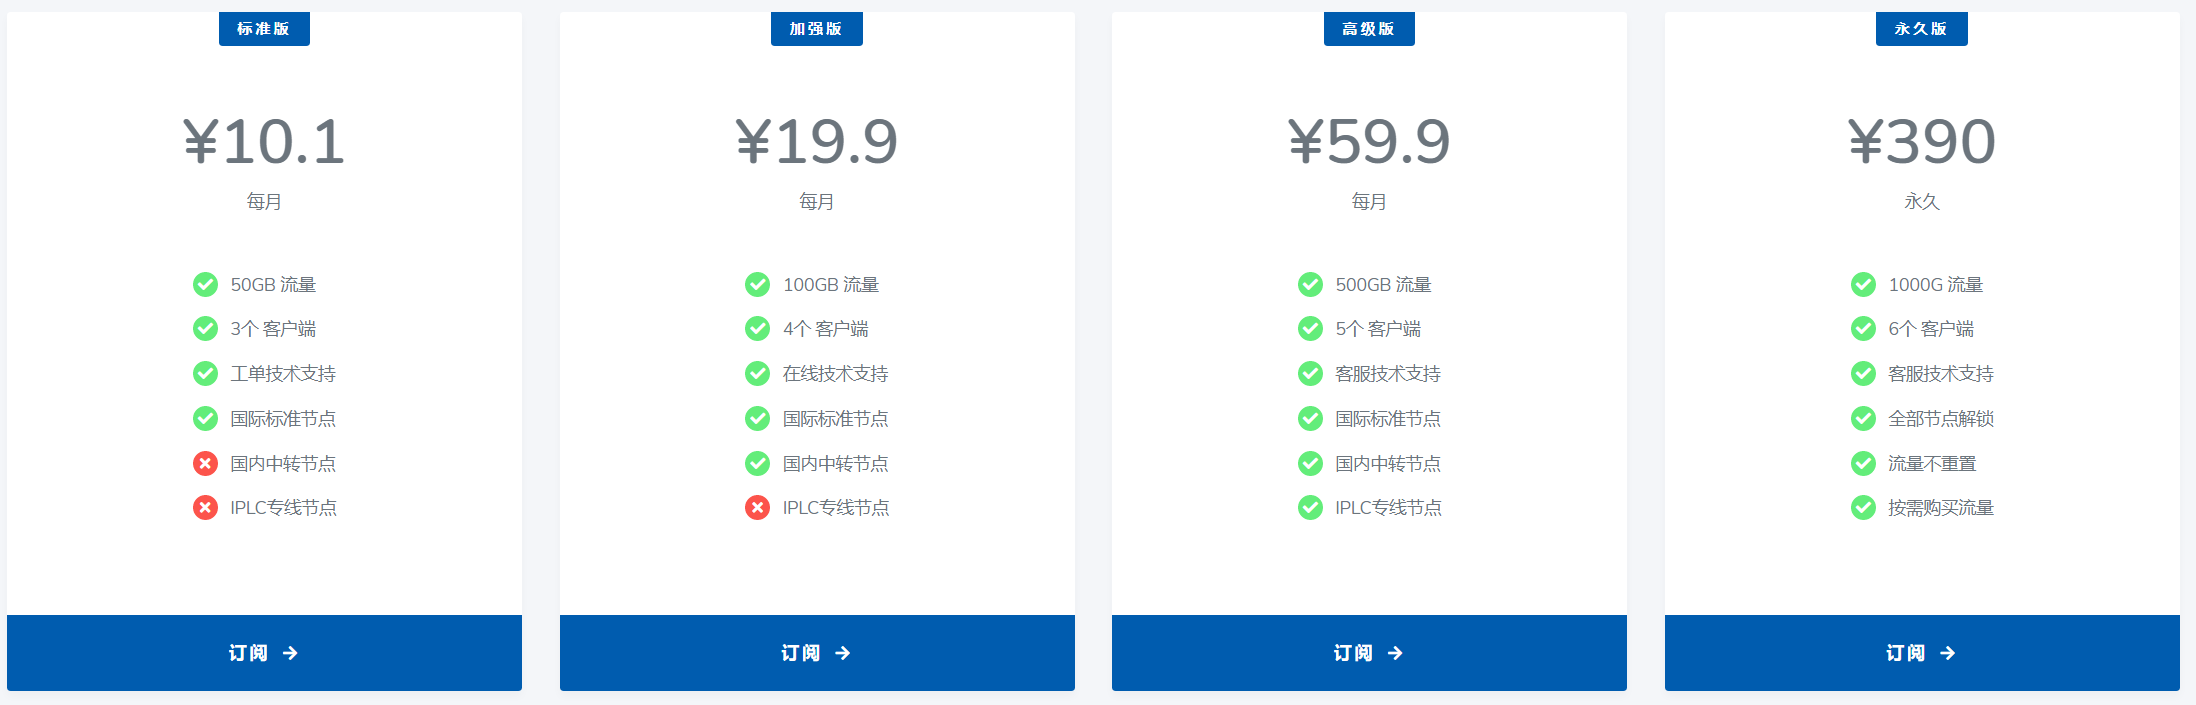 标准版
¥10.1
每月
50GB 流量
3个 客户端
工单技术支持
国际标准节点
国内中转节点
IPLC专线节点
订阅 →
加强版
¥19.9
每月
100GB 流量
4个 客户端
在线技术支持
国际标准节点
国内中转节点
IPLC专线节点
订阅 →
高级版
¥59.9
每月
500GB 流量
5个 客户端
客服技术支持
国际标准节点
国内中转节点
IPLC专线节点
订阅 →
永久版
¥390
永久
1000G 流量
6个 客户端
客服技术支持
全部节点解锁
流量不重置
按需购买流量
订阅 →